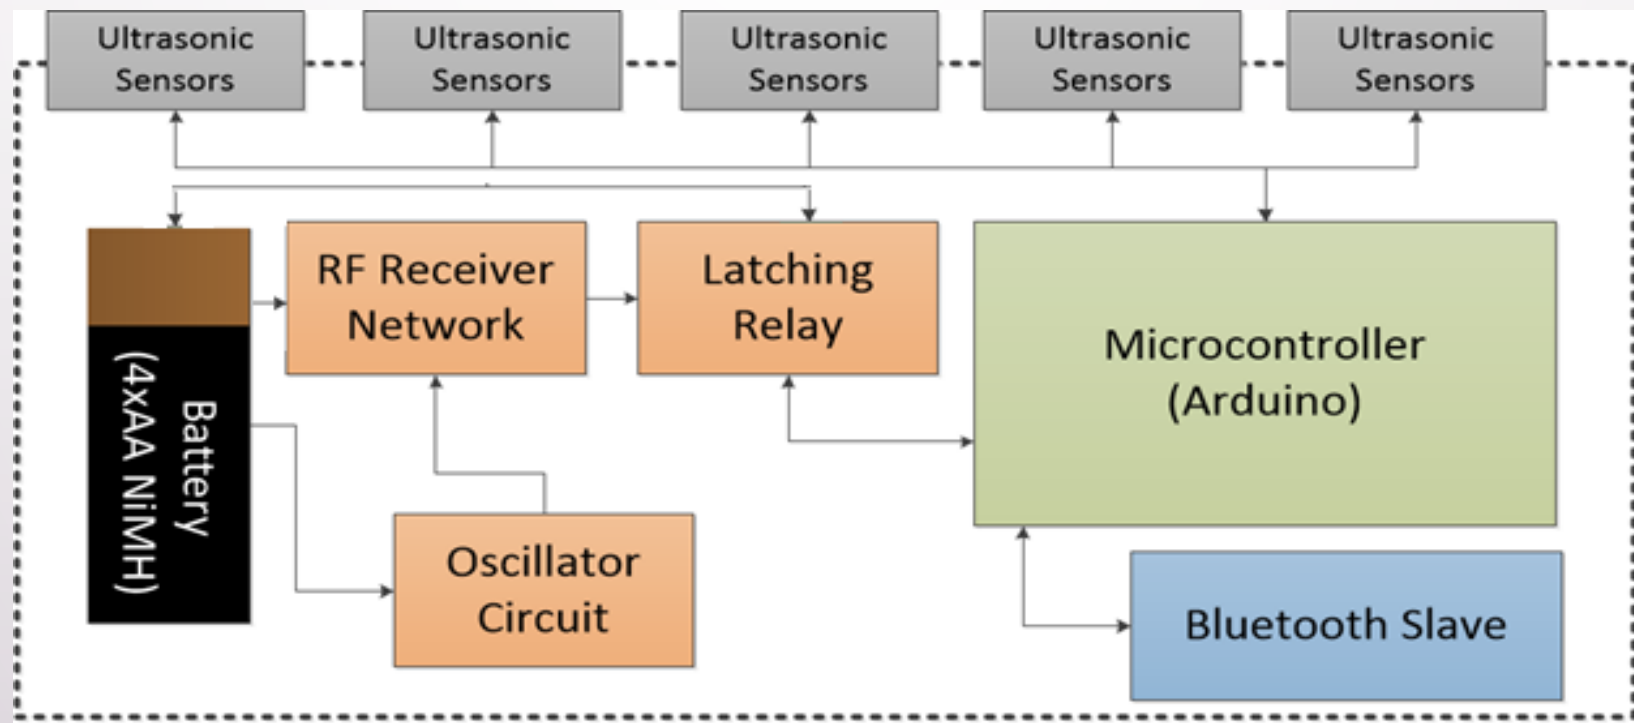 Ultrasonic
Sensors
Ultrasonic
Sensors
Ultrasonic
Sensors
Ultrasonic
Sensors
Ultrasonic
Sensors
RF Receiver
Network
Latching
Relay
Microcontroller
(Arduino)
Battery
(4xAA NiMH)
Oscillator
Circuit
Bluetooth Slave